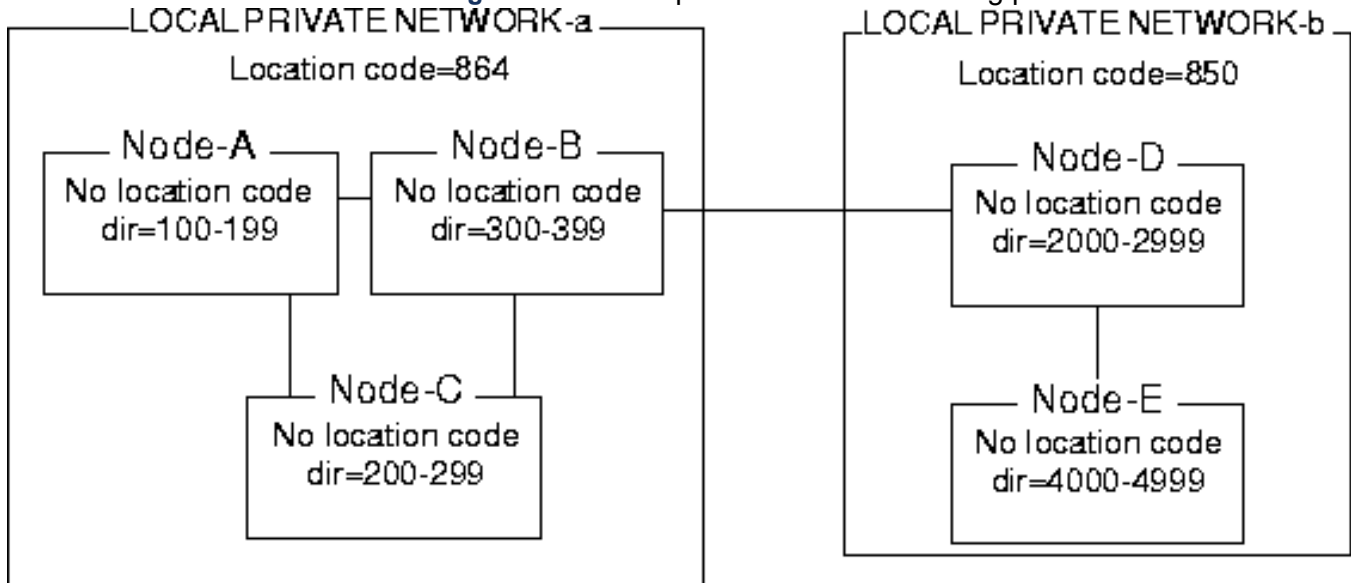 LOCAL PRIVATE NETWORK-a
Location code=864
Node-A
No location code
dir=100-199
Node-B
No location code
dir=300-399
Node-C
No location code
dir=200-299
LOCAL PRIVATE NETWORK-b
Location code=850
Node-D
No location code
dir=2000-2999
Node-E
No location code
dir=4000-4999